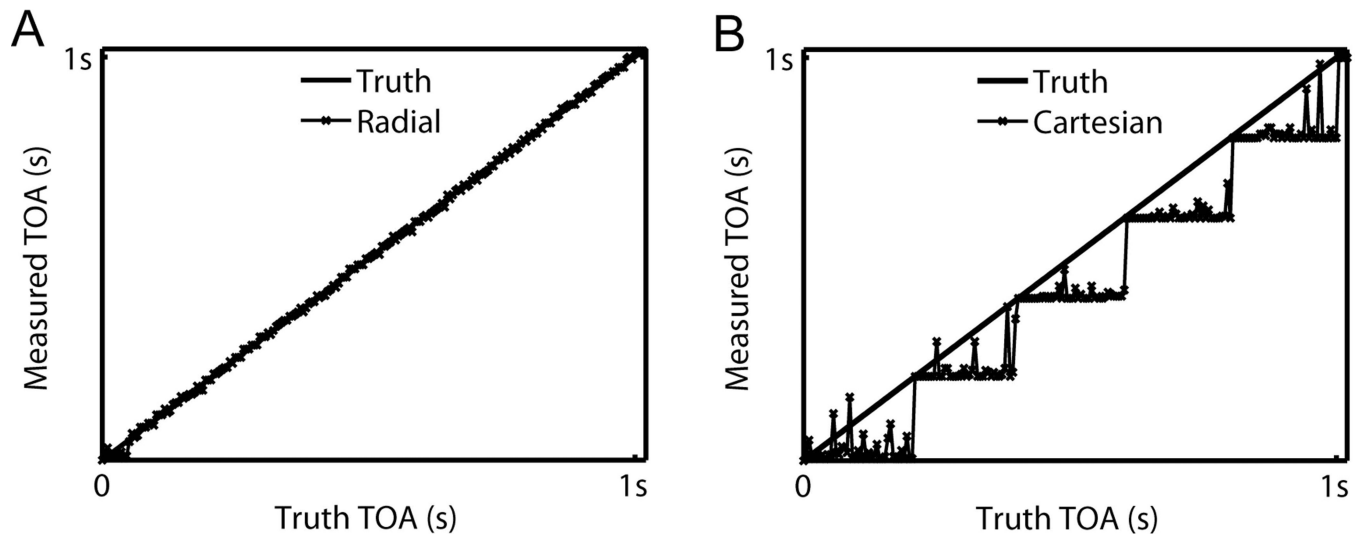 A
1s
Truth
Radial
Measured TOA (s)
0
1s
Truth TOA (s)
B
1s
Truth
Cartesian
Measured TOA (s)
0
1s
Truth TOA (s)